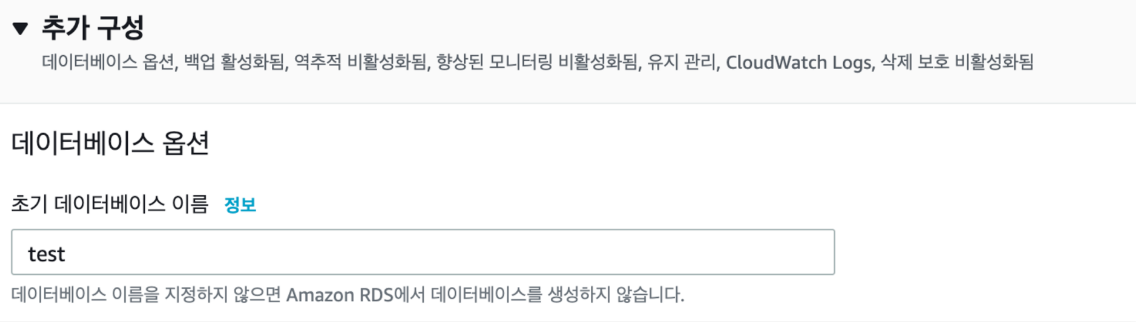 ▼ 추가 구성
데이터베이스 옵션, 백업 활성화됨, 역추적 비활성화됨, 향상된 모니터링 비활성화됨, 유지 관리, CloudWatch Logs, 삭제 보호 비활성화됨
데이터베이스 옵션
초기 데이터베이스 이름 정보
test
데이터베이스 이름을 지정하지 않으면 Amazon RDS에서 데이터베이스를 생성하지 않습니다.